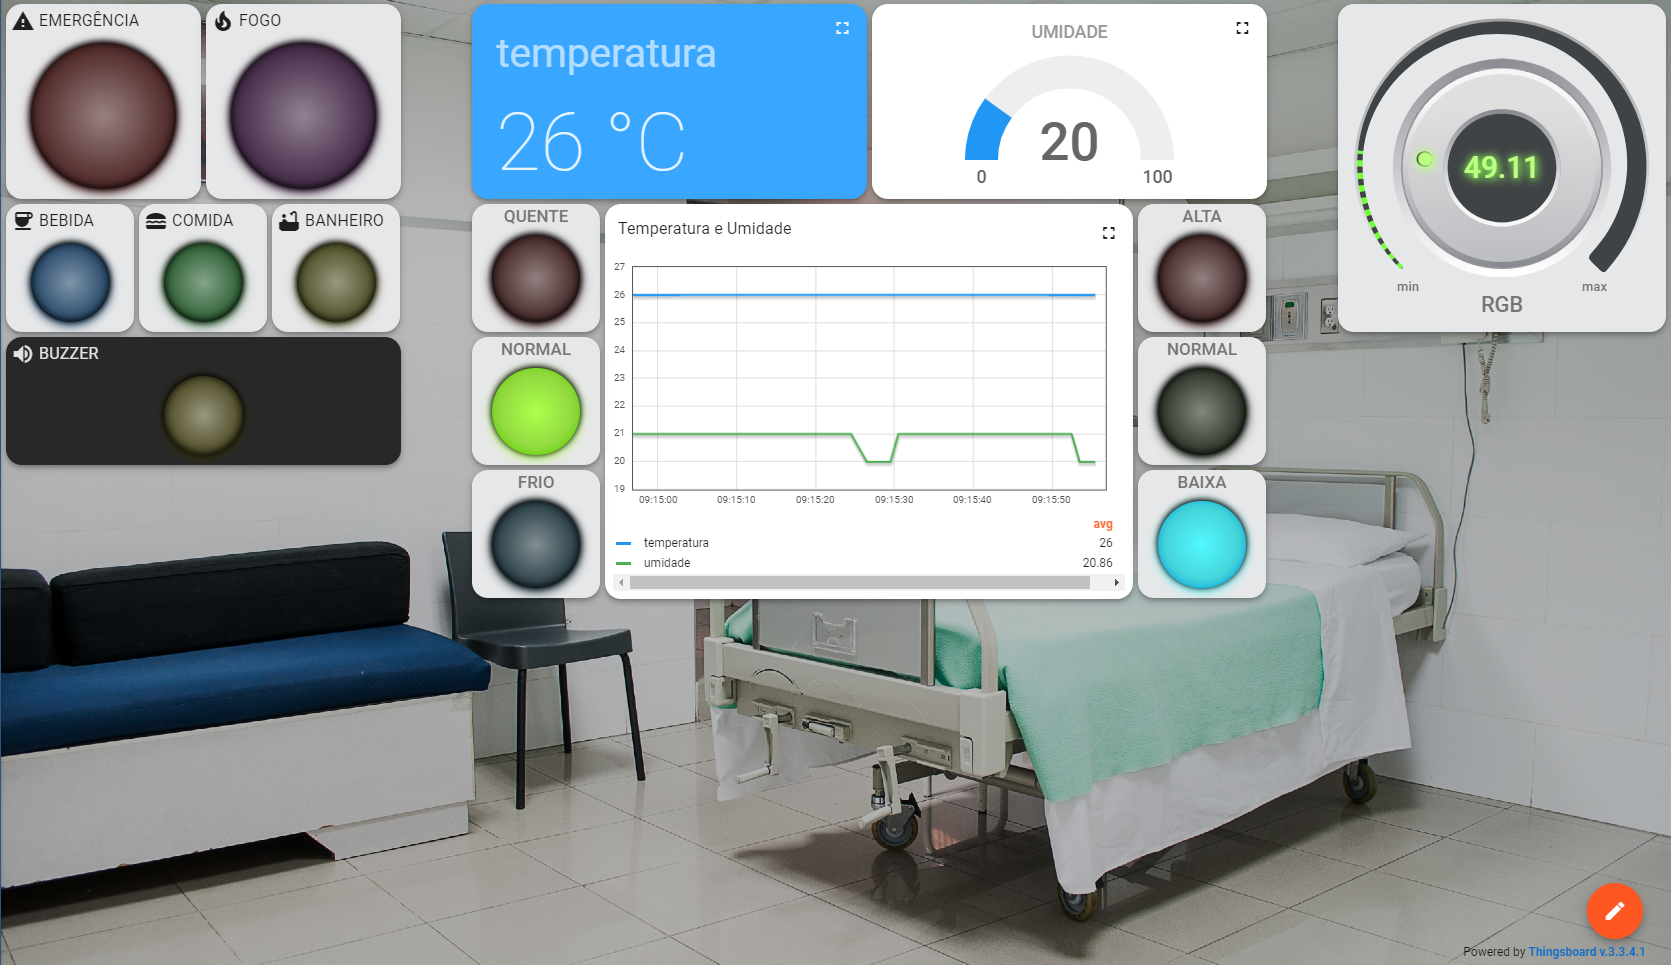 EMERGÊNCIA
FOGO
temperatura
26 °C
UMIDADE
20
0
100
49.11
min
max
RGB
BEBIDA
COMIDA
BANHEIRO
BUZZER
QUENTE
NORMAL
FRIO
Temperatura e Umidade
27
26
25
24
23
22
21
20
19
09:15:00 09:15:10 09:15:20 09:15:30 09:15:40 09:15:50
avg
temperatura 26
umidade 20.86
ALTA
NORMAL
BAIXA
Powered by Thingsboard v.3.3.4.1